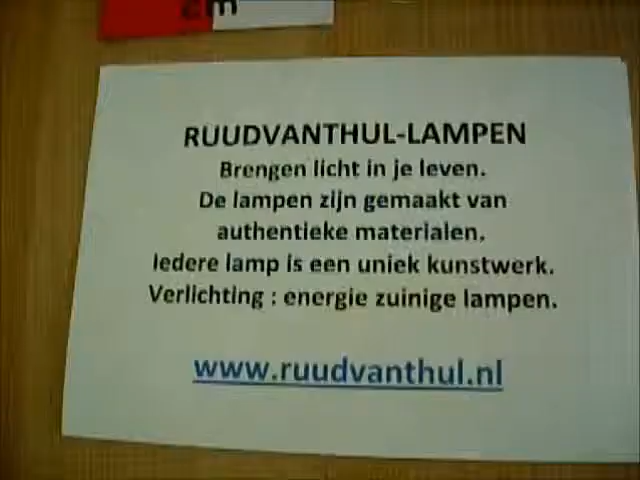 RUUDVANTHUL-LAMPEN
Brengen licht in je leven.
De lampen zijn gemaakt van
authentieke materialen.
Iedere lamp is een uniek kunstwerk.
Verlichting : energie zuinige lampen.
www.ruudvanthul.nl